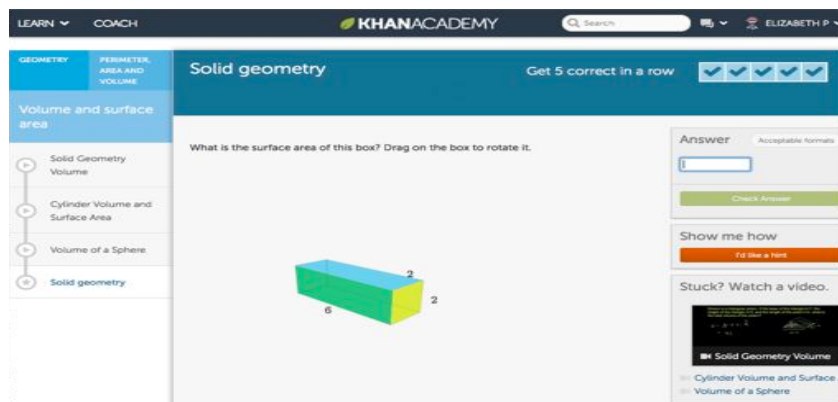 LEARN COACH KHANACADEMY Search ELIZABETH P
GEOMETRY
PERIMETER,
AREA AND
VOLUME
Volume and surface
area
Solid Geometry
Volume
Cylinder Volume and
Surface Area
Volume of a Sphere
Solid geometry
Solid geometry
Get 5 correct in a row
What is the surface area of this box? Drag on the box to rotate it.
2
2
6
Answer
Acceptable formats
Check Answer
Show me how
I'd like a hint
Stuck? Watch a video.
Solid Geometry Volume
Cylinder Volume and Surface
Volume of a Sphere